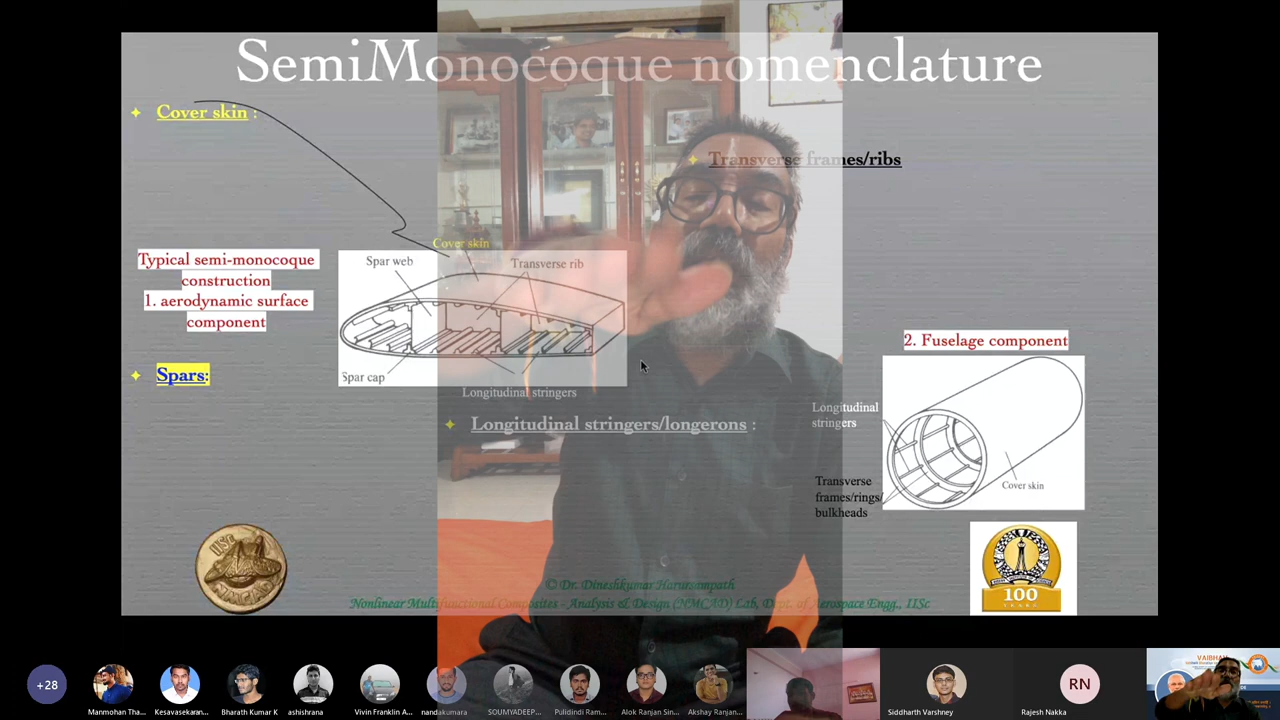 SemiMonocoque nomenclature
Cover skin :
Transverse frames/ribs
Typical semi-monocoque
construction
1. aerodynamic surface
component
Cover skin
Spar web
Transverse rib
Spar cap
Longitudinal stringers
Spars:
Longitudinal stringers/longerons :
2. Fuselage component
Longitudinal
stringers
Transverse
frames/rings/
bulkheads
Cover skin
IISc
NMCAD
100
© Dr. Dineshkumar Harursampath
Nonlinear Multifunctional Composites - Analysis & Design (NMCAD) Lab, Dept. of Aerospace Engg., IISc
+28
Manmohan Tha...
Kesavasekaran...
Bharath Kumar K
ashishrana
Vivin Franklin A...
nandakumara
SOUMYADEEP...
Pulidindi Ram...
Alok Ranjan Sin...
Akshay Ranjan...
Siddharth Varshney
RN
Rajesh Nakka
VAIBHAV